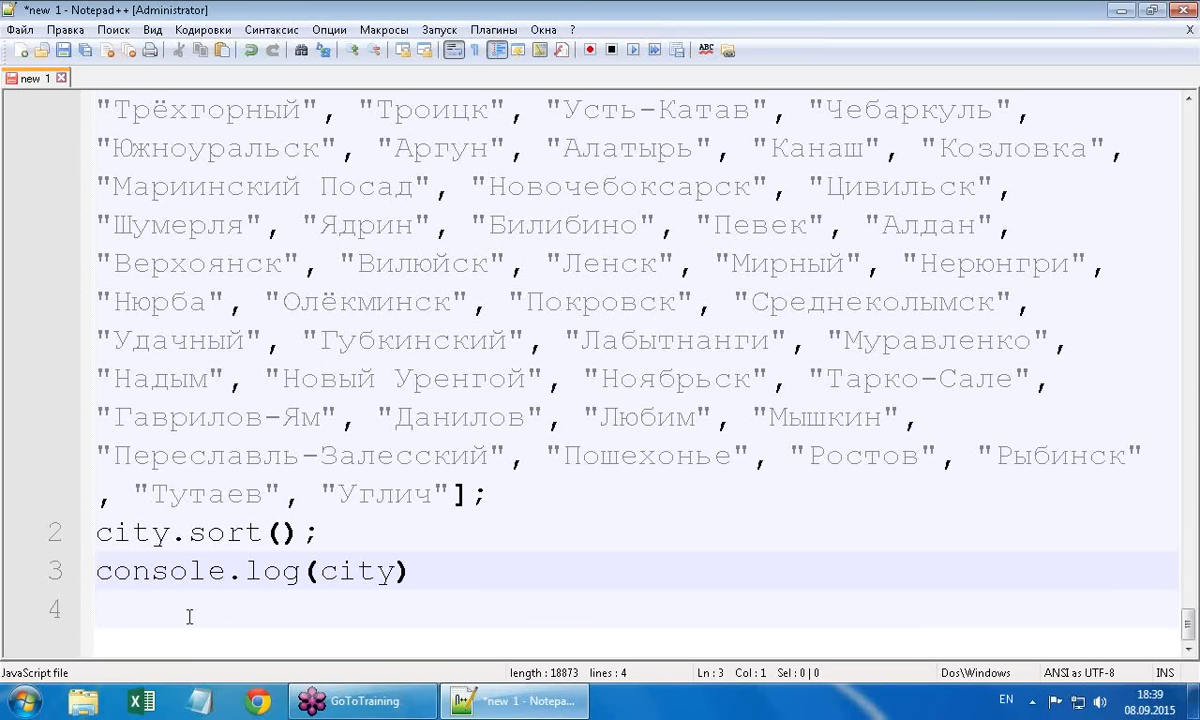 *new 1 - Notepad++ [Administrator]
Файл Правка Поиск Вид Кодировки Синтаксис Опции Макросы Запуск Плагины Окна ? X
ABC
new 1
"Трёхгорный", "Троицк", "Усть-Катав", "Чебаркуль",
"Южноуральск", "Аргун", "Алатырь", "Канаш", "Козловка",
"Мариинский Посад", "Новочебоксарск", "Цивильск",
"Шумерля", "Ядрин", "Билибино", "Певек", "Алдан",
"Верхоянск", "Вилюйск", "Ленск", "Мирный", "Нерюнгри",
"Нюрба", "Олёкминск", "Покровск", "Среднеколымск",
"Удачный", "Губкинский", "Лабытнанги", "Муравленко",
"Надым", "Новый Уренгой", "Ноябрьск", "Тарко-Сале",
"Гаврилов-Ям", "Данилов", "Любим", "Мышкин",
"Переславль-Залесский", "Пошехонье", "Ростов", "Рыбинск"
, "Тутаев", "Углич"];
2 city.sort();
3 console.log(city)
4
JavaScript file length : 18873 lines : 4 Ln : 3 Col : 1 Sel : 0 | 0 Dos\Windows ANSI as UTF-8 INS
GoToTraining *new 1 - Notepa... EN 18:39
08.09.2015